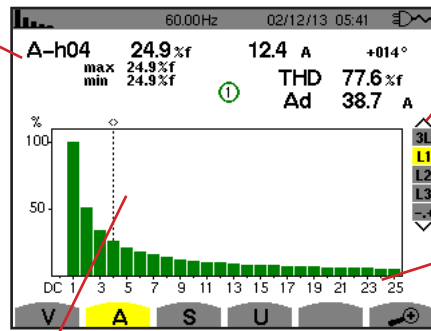 60.00Hz 02/12/13 05:41
A-h04 24.9 %f 12.4 A +014°
max 24.9%f
min 24.9%f
1
THD 77.6 %f
Ad 38.7 A
%
100
50
3L
L1
L2
L3
DC 1 3 5 7 9 11 13 15 17 19 21 23 25
V A S U